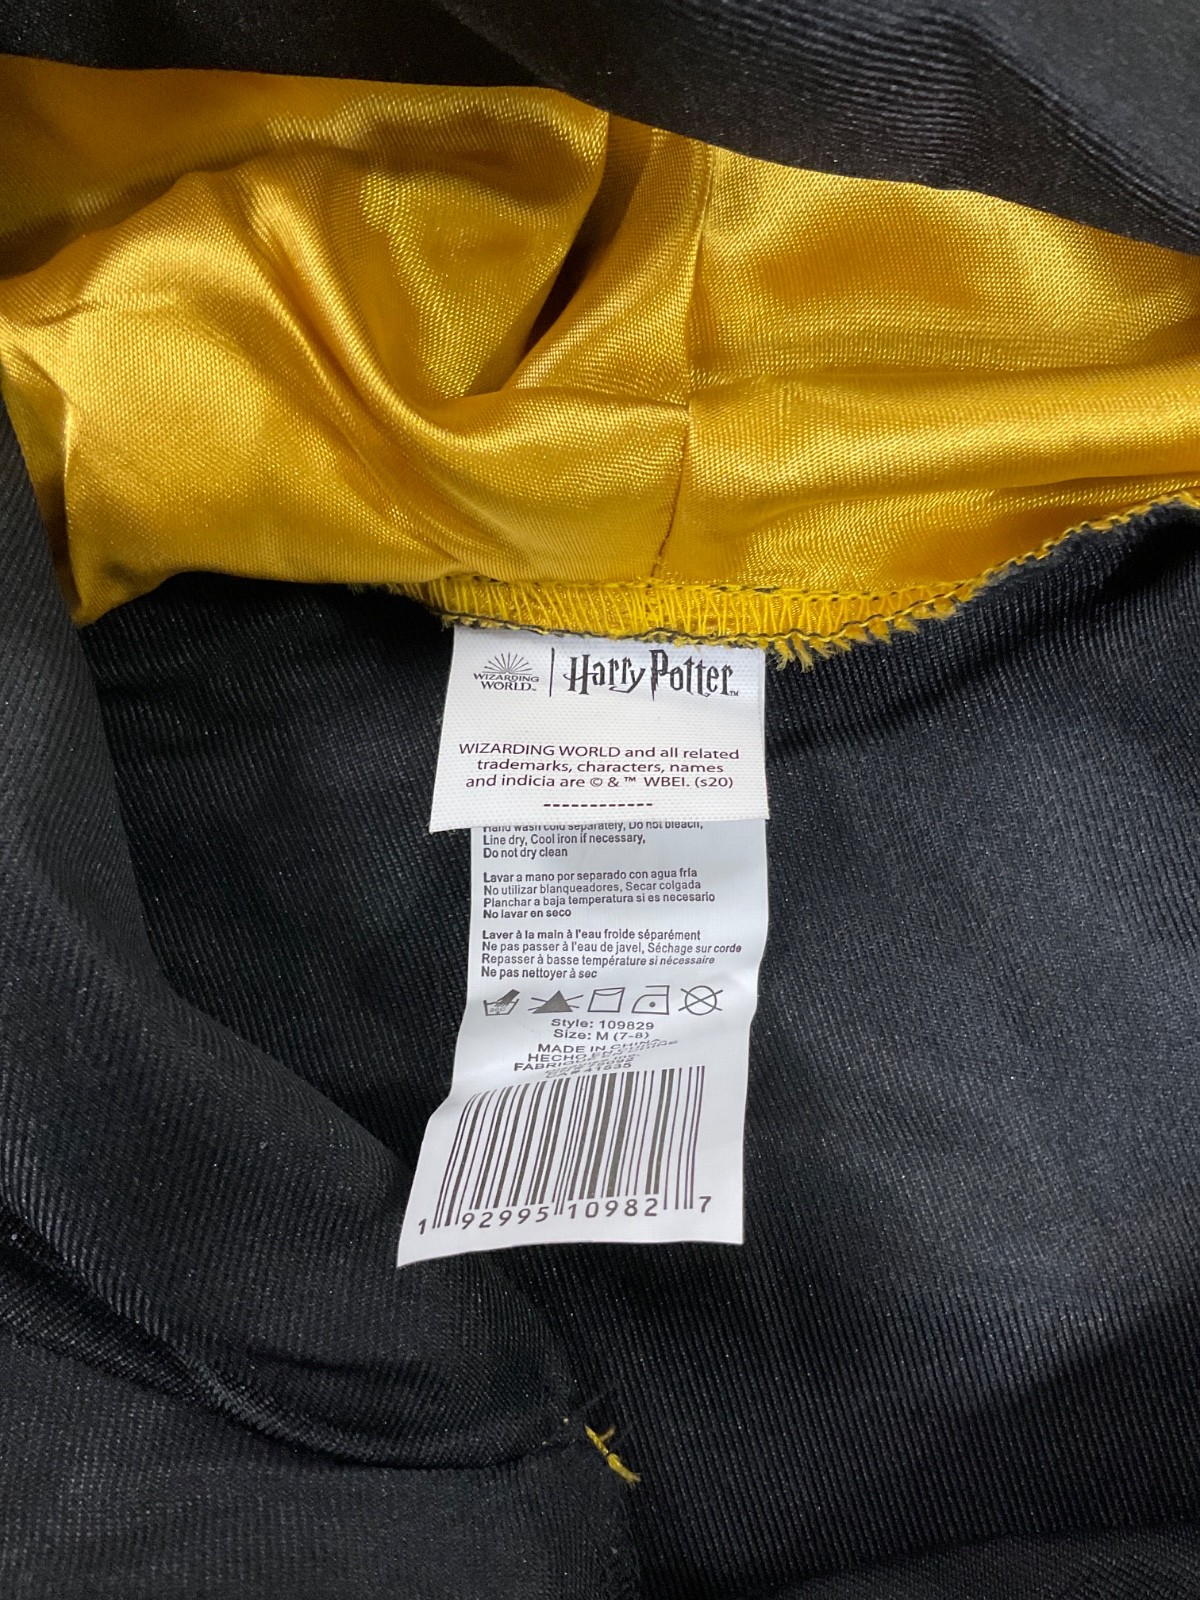 WIZARDING
WORLD™
Harry Potter™
WIZARDING WORLD and all related
trademarks, characters, names
and indicia are © & ™ WBEI. (s20)
------------
Hand wash cold separately, Do not bleach,
Line dry, Cool iron if necessary,
Do not dry clean
Lavar a mano por separado con agua fría
No utilizar blanqueadores, Secar colgada
Planchar a baja temperatura si es necesario
No lavar en seco
Laver à la main à l'eau froide séparément
Ne pas passer à l'eau de javel, Séchage sur corde
Repasser à basse température si nécessaire
Ne pas nettoyer à sec
Style: 109829
Size: M (7-8)
MADE IN CHINA
HECHO EN
1 92995 10982 7